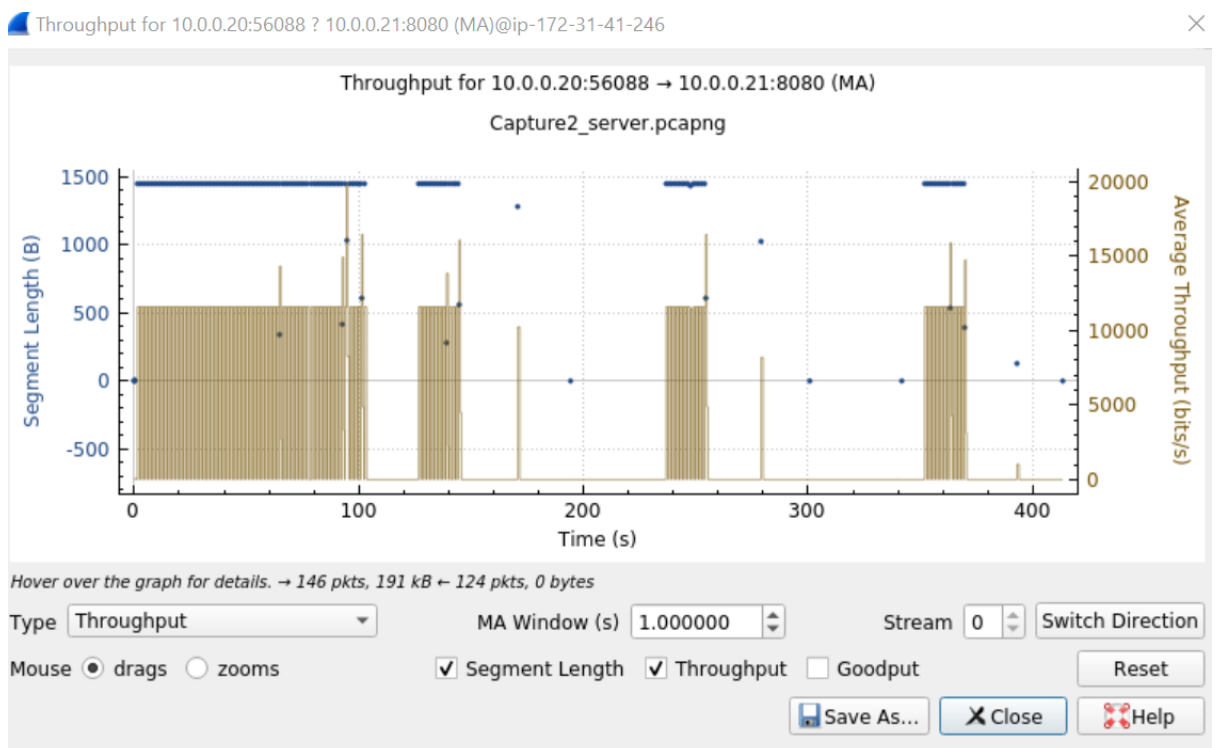 Throughput for 10.0.0.20:56088 ? 10.0.0.21:8080 (MA)@ip-172-31-41-246
Throughput for 10.0.0.20:56088 → 10.0.0.21:8080 (MA)
Capture2_server.pcapng
Segment Length (B)
1500
1000
500
0
-500
20000
15000
10000
5000
0
Average Throughput (bits/s)
0 100 200 300 400
Time (s)
Hover over the graph for details. → 146 pkts, 191 kB ← 124 pkts, 0 bytes
Type Throughput MA Window (s) 1.000000 Stream 0 Switch Direction
Mouse drags zooms Segment Length Throughput Goodput Reset
Save As... Close Help